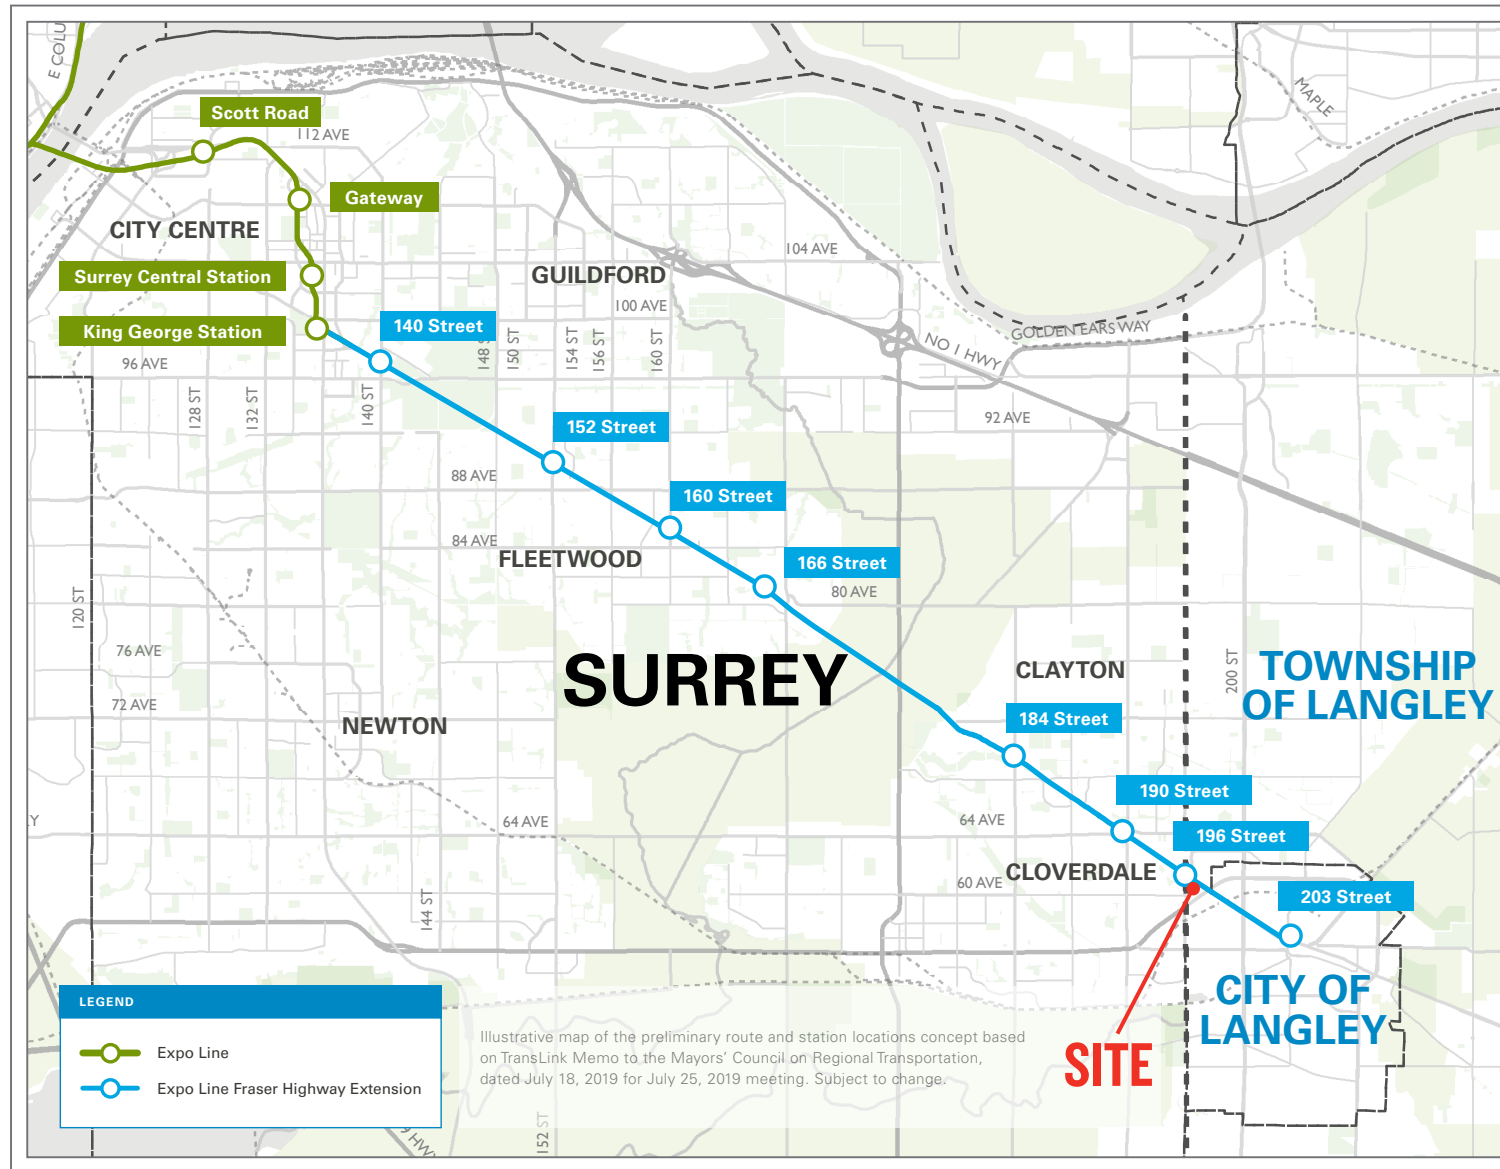 E COLU
MAPLE
Scott Road
112 AVE
Gateway
CITY CENTRE
104 AVE
Surrey Central Station
GUILDFORD
100 AVE
King George Station
140 Street
GOLDEN EARS WAY
NO 1 HWY
148 S
150 ST
154 ST
156 ST
160 ST
96 AVE
128 ST
132 ST
140 ST
92 AVE
152 Street
88 AVE
160 Street
84 AVE
FLEETWOOD
166 Street
80 AVE
120 ST
76 AVE
SURREY
CLAYTON
200 ST
TOWNSHIP
OF LANGLEY
72 AVE
NEWTON
184 Street
190 Street
64 AVE
64 AVE
Y
196 Street
CLOVERDALE
60 AVE
203 Street
144 ST
CITY OF
LANGLEY
SITE
LEGEND
Expo Line
Expo Line Fraser Highway Extension
Illustrative map of the preliminary route and station locations concept based
on TransLink Memo to the Mayors' Council on Regional Transportation,
dated July 18, 2019 for July 25, 2019 meeting. Subject to change.
152 ST
9 HWY